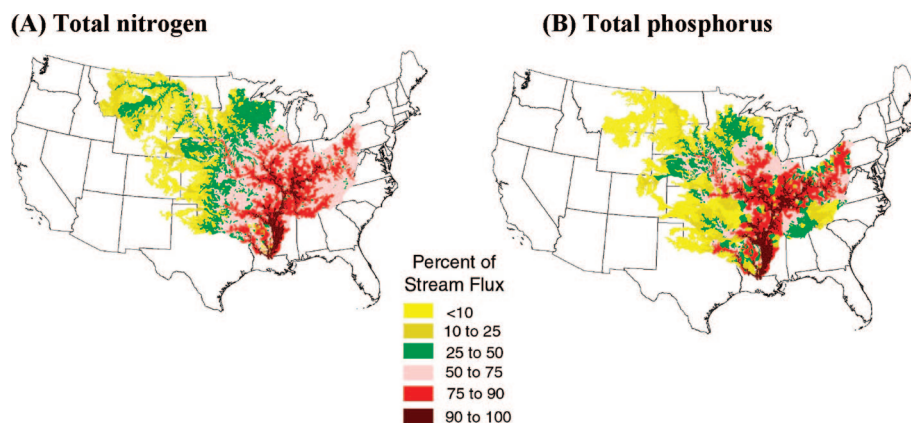 (A) Total nitrogen
(B) Total phosphorus
Percent of
Stream Flux
<10
10 to 25
25 to 50
50 to 75
75 to 90
90 to 100